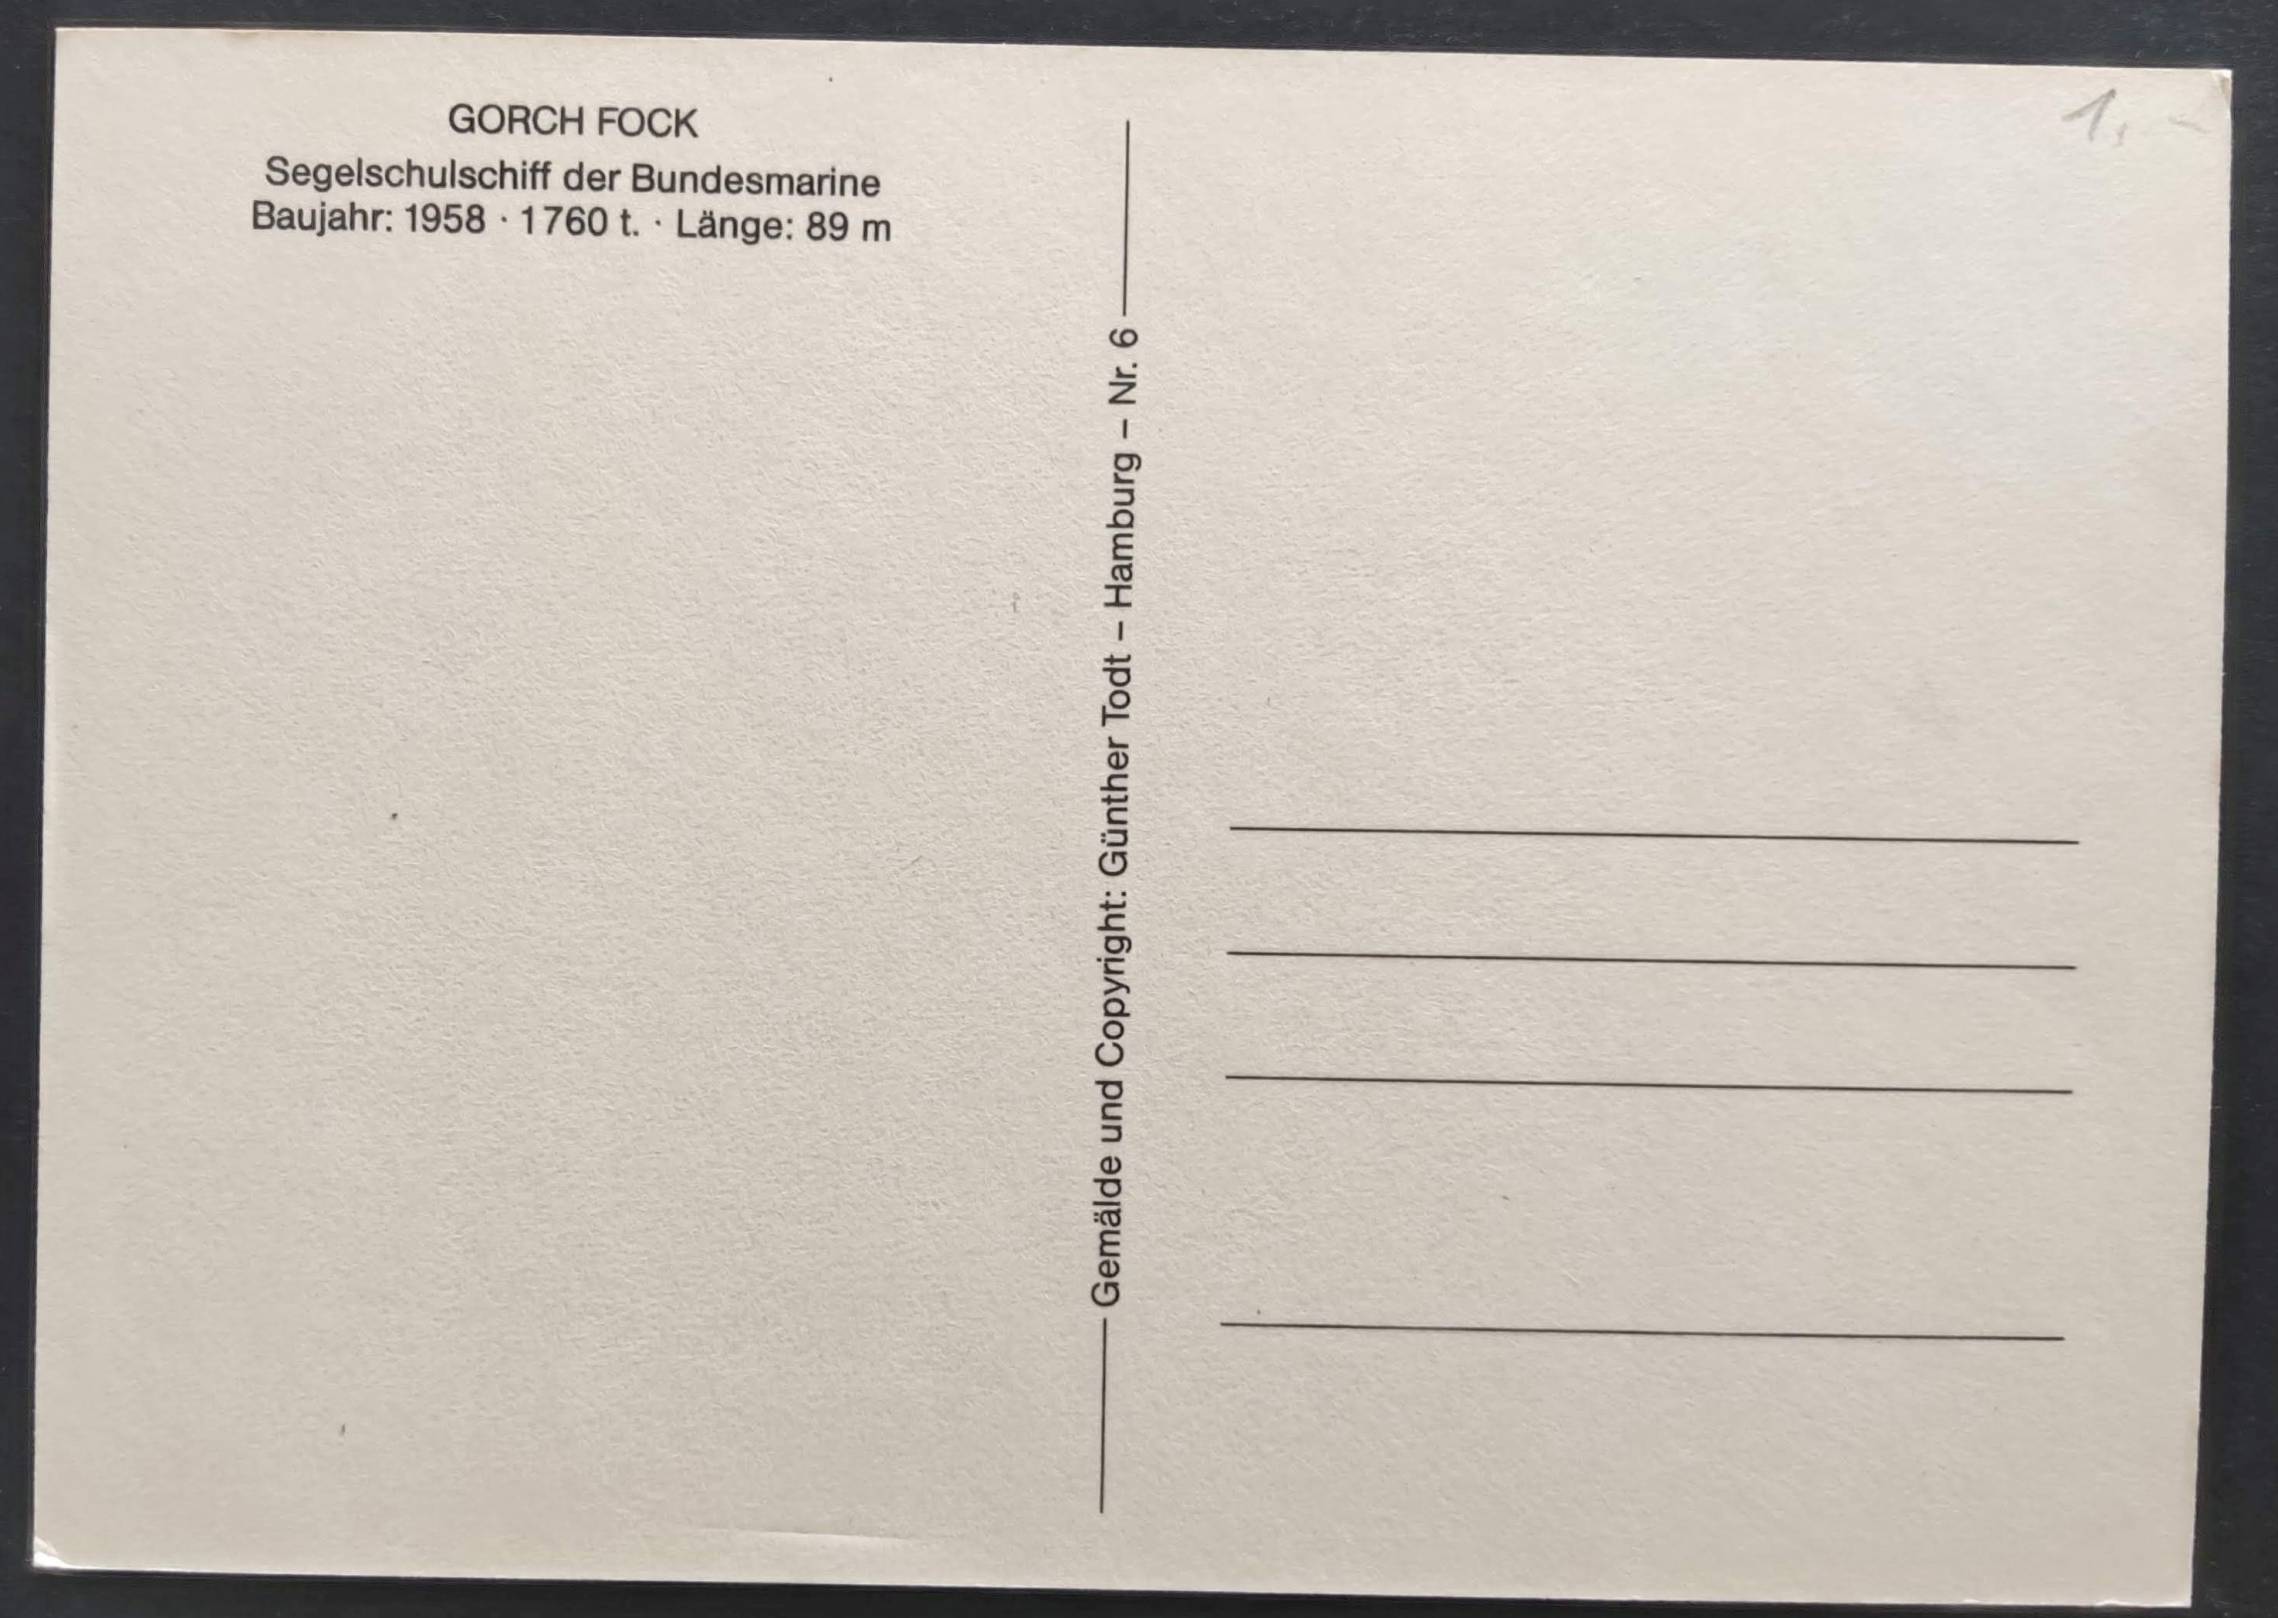 GORCH FOCK
Segelschulschiff der Bundesmarine
Baujahr: 1958 · 1760 t. · Länge: 89 m
Gemälde und Copyright: Günther Todt – Hamburg – Nr. 6
1,-